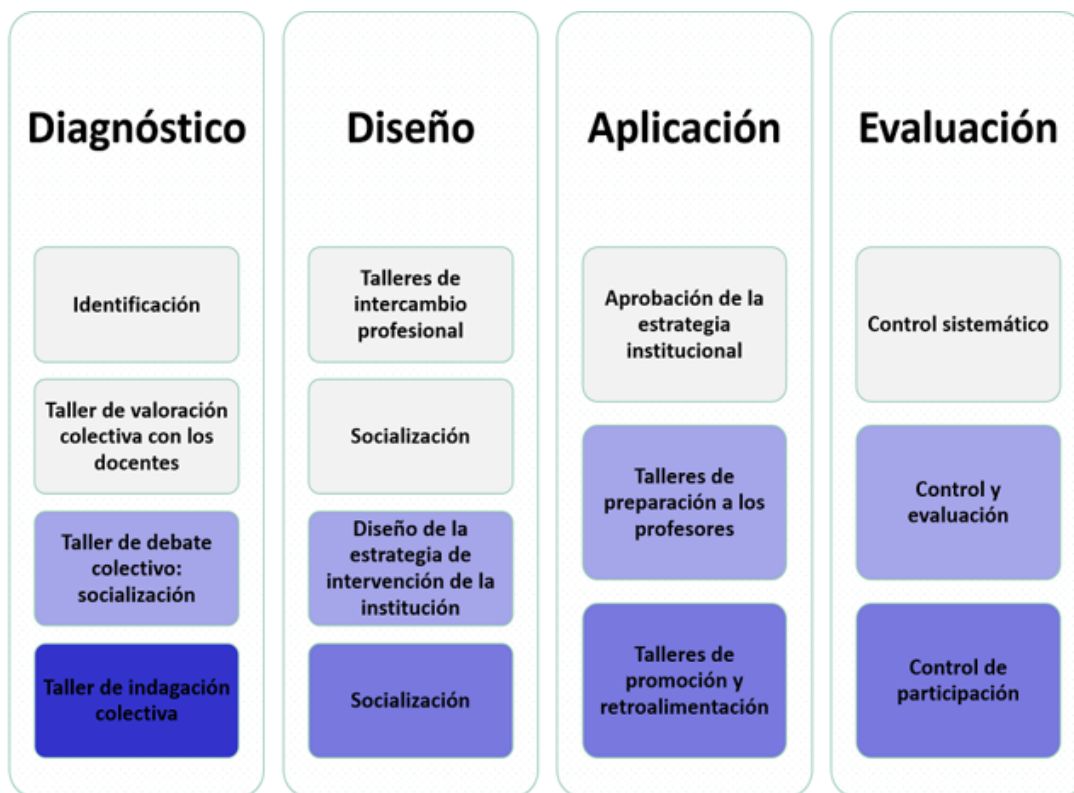 Diagnóstico
Identificación
Taller de valoración
colectiva con los
docentes
Taller de debate
colectivo:
socialización
Taller de indagación
colectiva
Diseño
Talleres de
intercambio
profesional
Socialización
Diseño de la
estrategia de
intervención de la
institución
Socialización
Aplicación
Aprobación de la
estrategia
institucional
Talleres de
preparación a los
profesores
Talleres de
promoción y
retroalimentación
Evaluación
Control sistemático
Control y
evaluación
Control de
participación